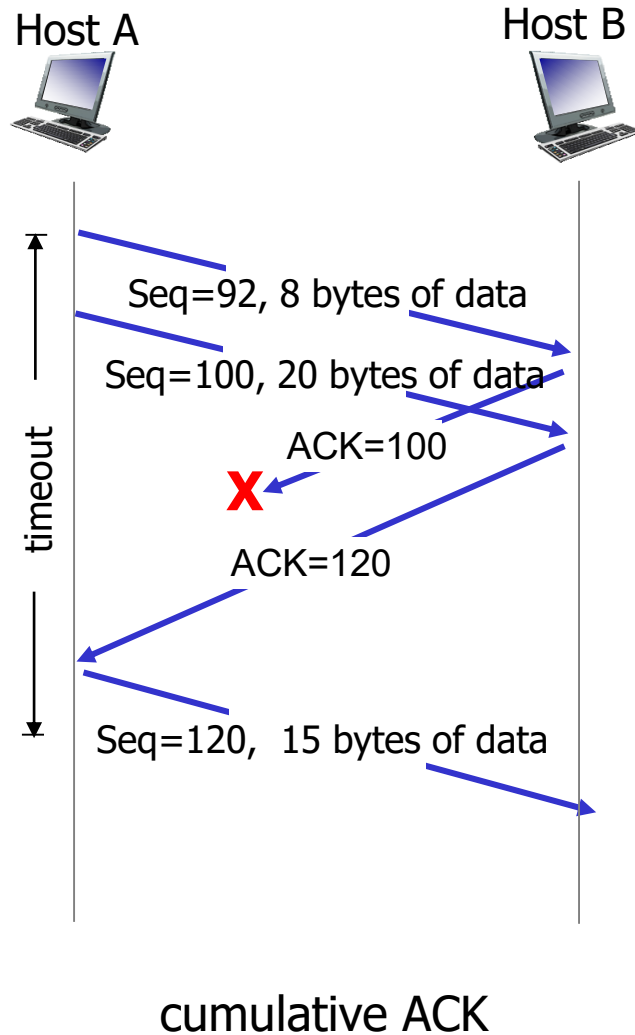 Host A
Host B
Seq=92, 8 bytes of data
Seq=100, 20 bytes of data
ACK=100
X
timeout
ACK=120
Seq=120, 15 bytes of data
cumulative ACK